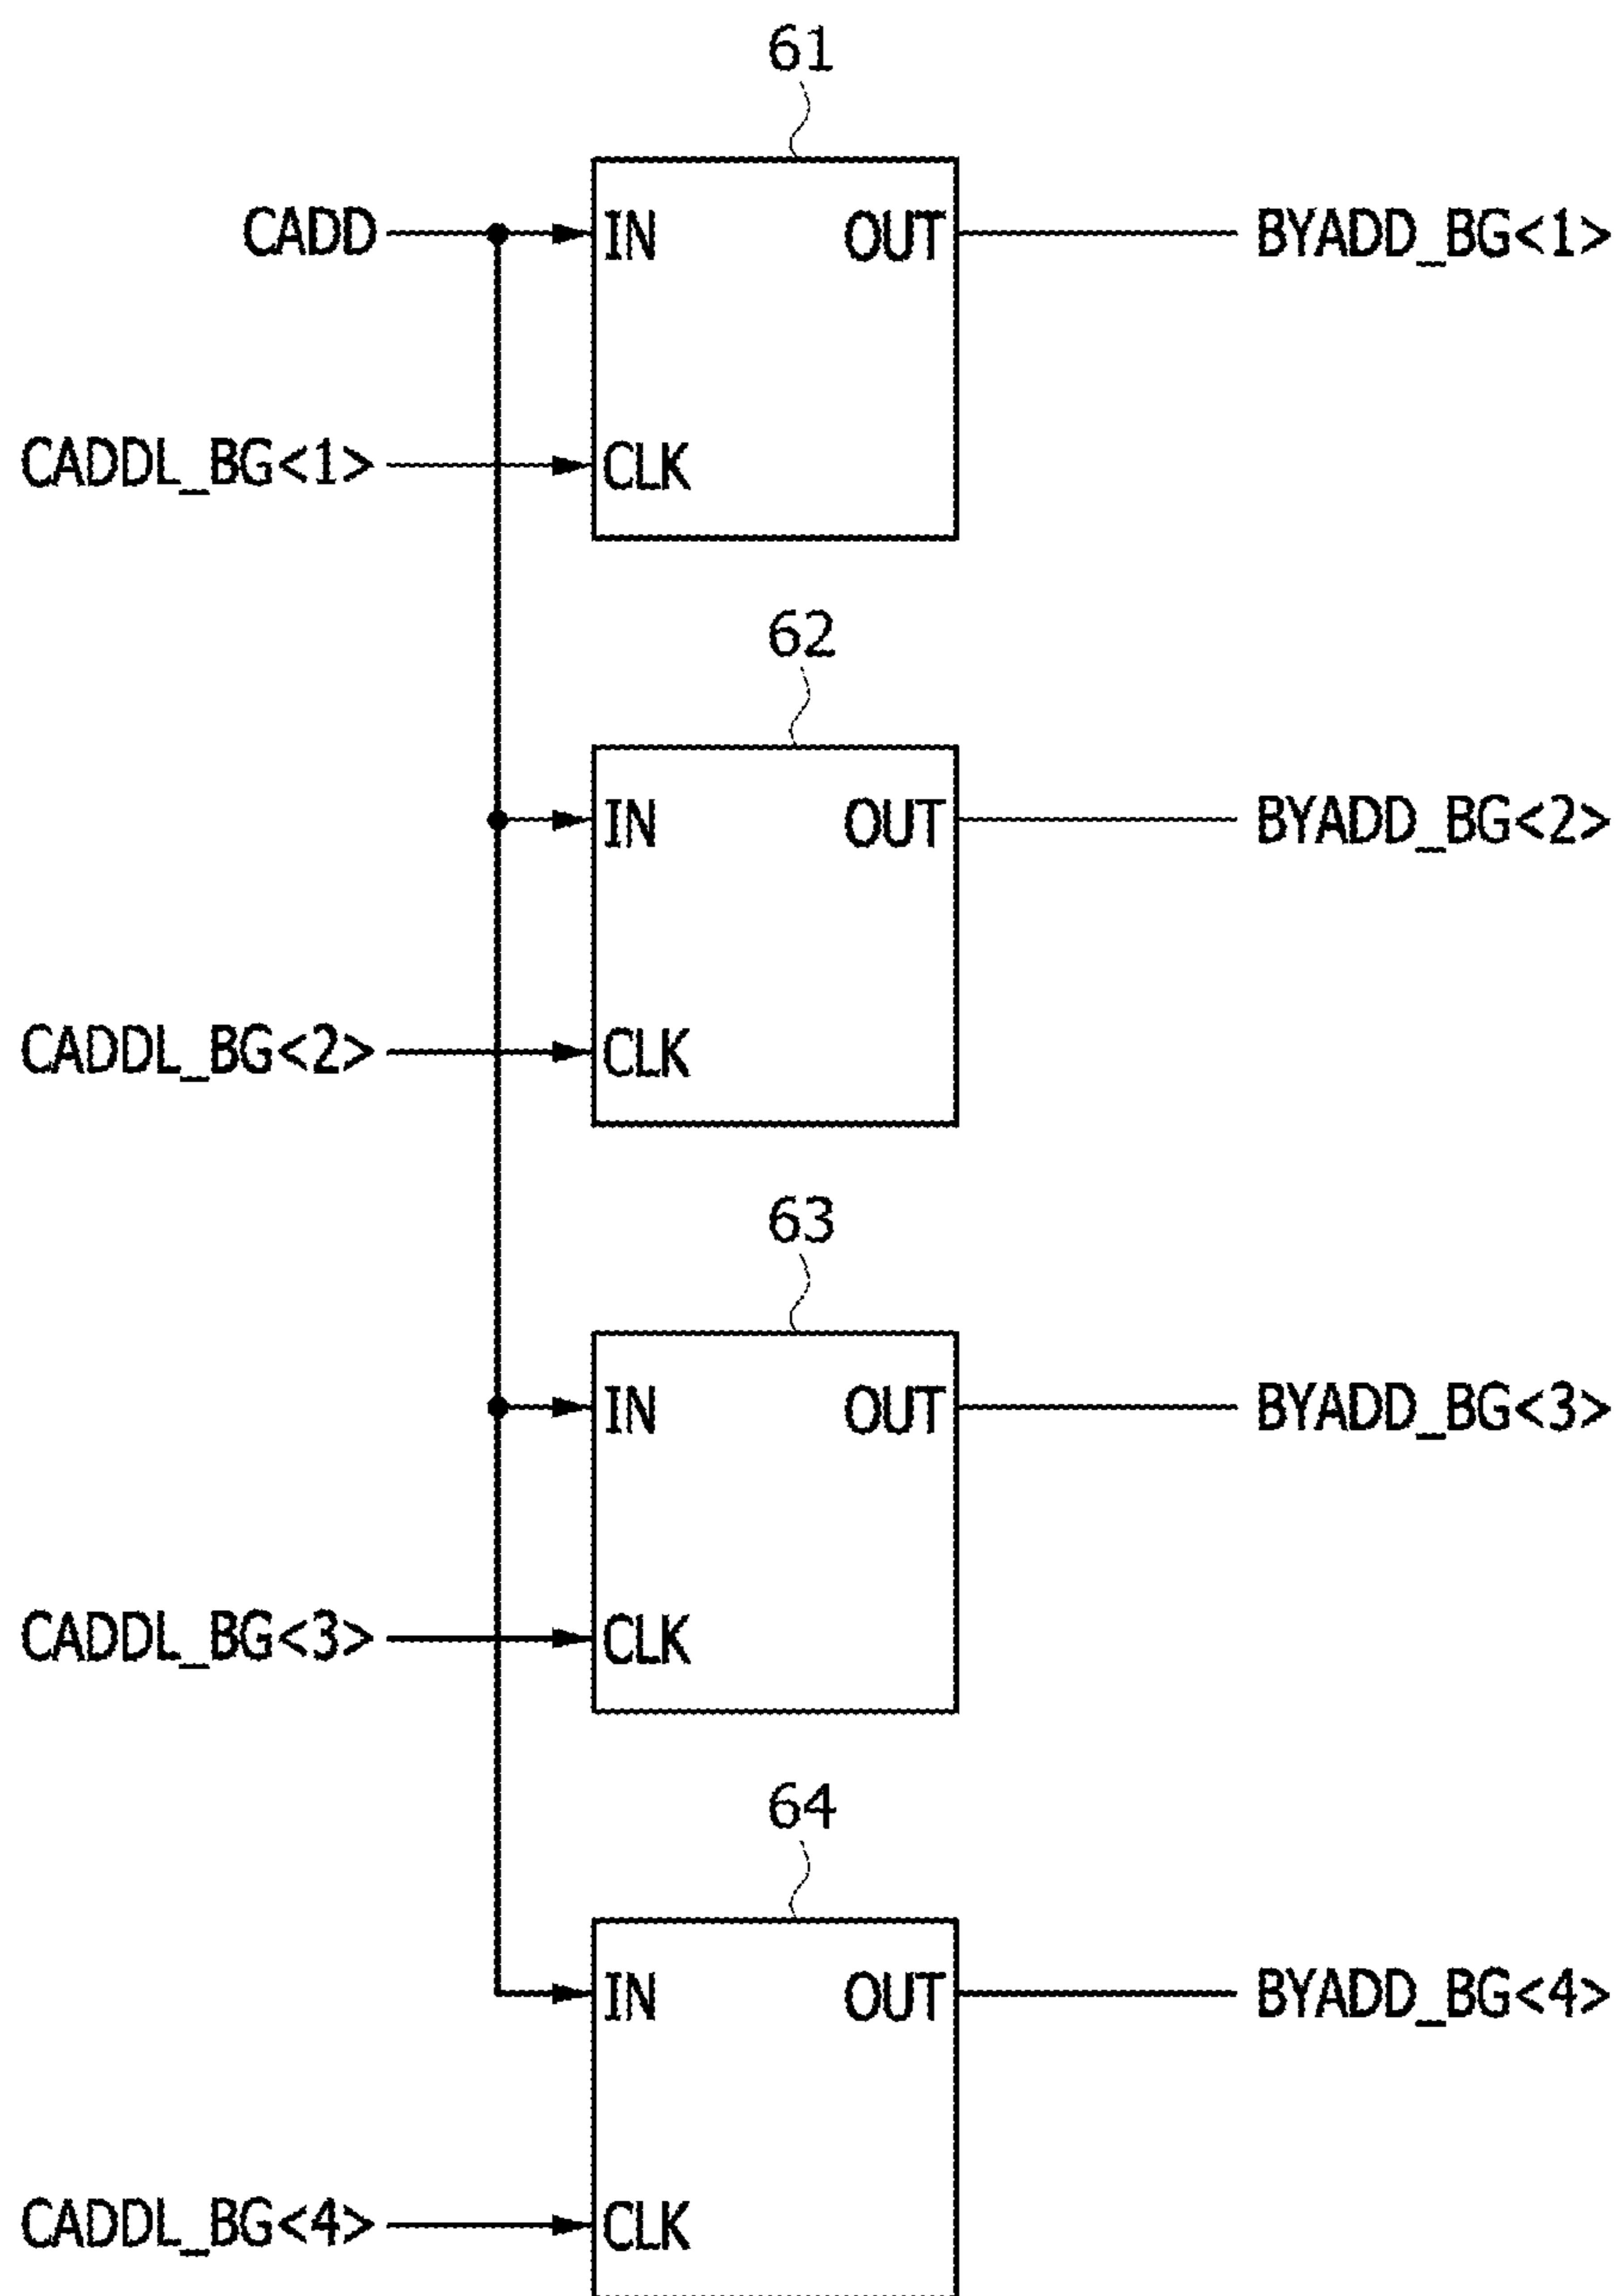 61
CADD IN OUT BYADD_BG<1>
CADDL_BG<1> CLK
62
IN OUT BYADD_BG<2>
CADDL_BG<2> CLK
63
IN OUT BYADD_BG<3>
CADDL_BG<3> CLK
64
IN OUT BYADD_BG<4>
CADDL_BG<4> CLK